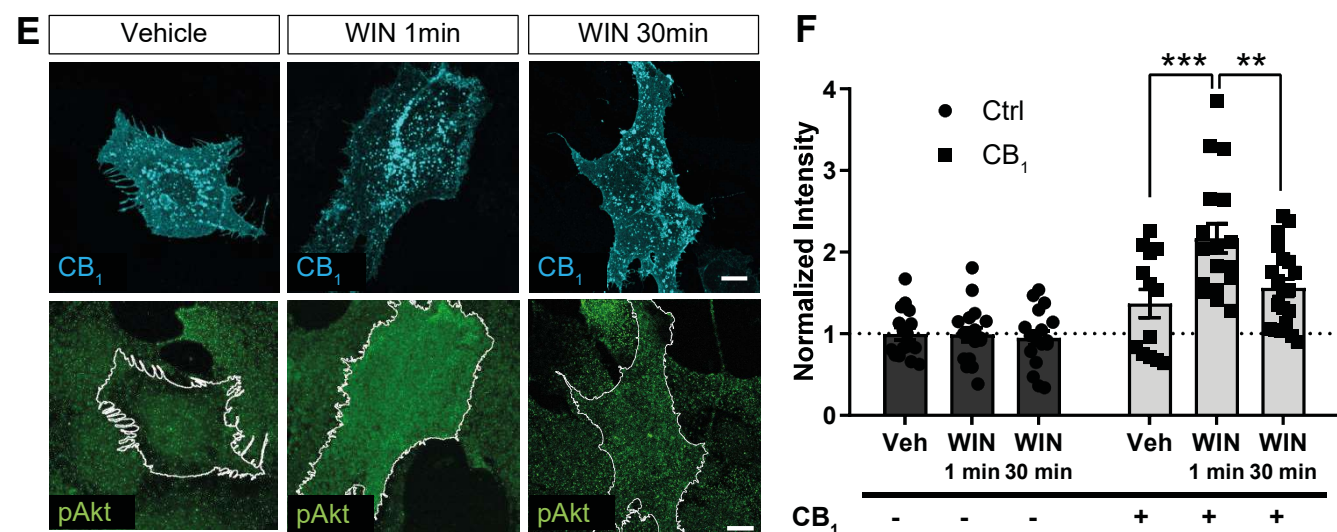 E
Vehicle
WIN 1min
WIN 30min
CB₁
CB₁
CB₁
pAkt
pAkt
pAkt
F
*** **
Normalized Intensity
4
3
2
1
0
Ctrl
CB₁
Veh WIN WIN Veh WIN WIN
1 min 30 min 1 min 30 min
CB₁ - - - + + +